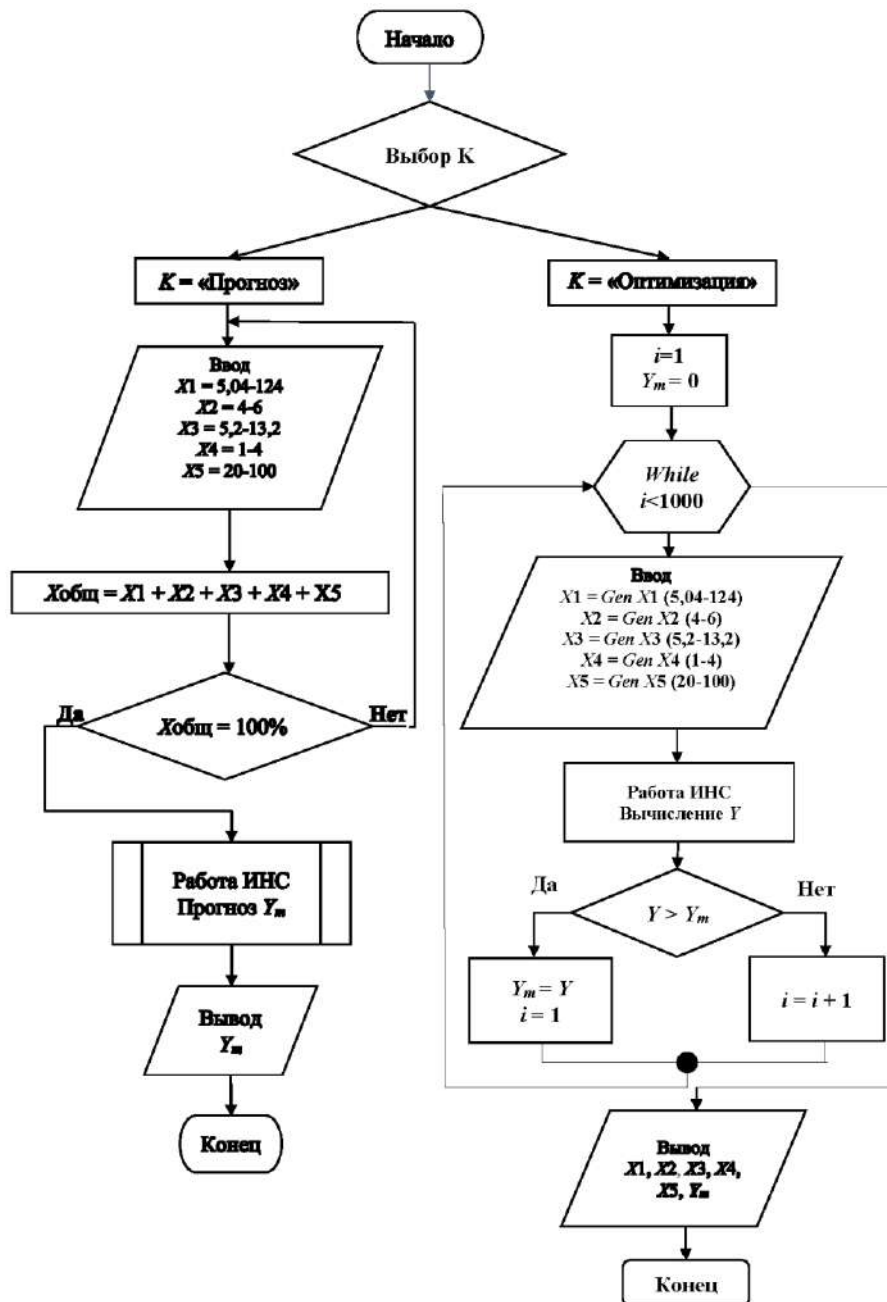 Начало
Выбор K
K = «Прогноз»
Ввод
X1 = 5,04-124
X2 = 4-6
X3 = 5,2-13,2
X4 = 1-4
X5 = 20-100
Xобщ = X1 + X2 + X3 + X4 + X5
Да
Xобщ = 100%
Нет
Работа ИНС
Прогноз Ym
Вывод
Ym
Конец
K = «Оптимизация»
i=1
Ym = 0
While
i<1000
Ввод
X1 = Gen X1 (5,04-124)
X2 = Gen X2 (4-6)
X3 = Gen X3 (5,2-13,2)
X4 = Gen X4 (1-4)
X5 = Gen X5 (20-100)
Работа ИНС
Вычисление Y
Да
Y > Ym
Нет
Ym = Y
i = 1
i = i + 1
Вывод
X1, X2, X3, X4,
X5, Ym
Конец